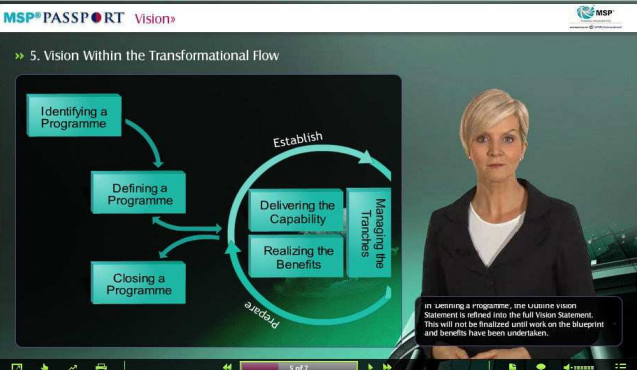 MSP® PASSPORT Vision»
MSP®
» 5. Vision Within the Transformational Flow
Identifying a
Programme
Establish
Defining a
Programme
Delivering the
Capability
Managing the
Tranches
Realizing the
Benefits
Closing a
Programme
Prepare
In 'Defining a Programme', the Outline Vision
Statement is refined into the full Vision Statement.
This will not be finalized until work on the blueprint
and benefits have been undertaken.
5 of 7